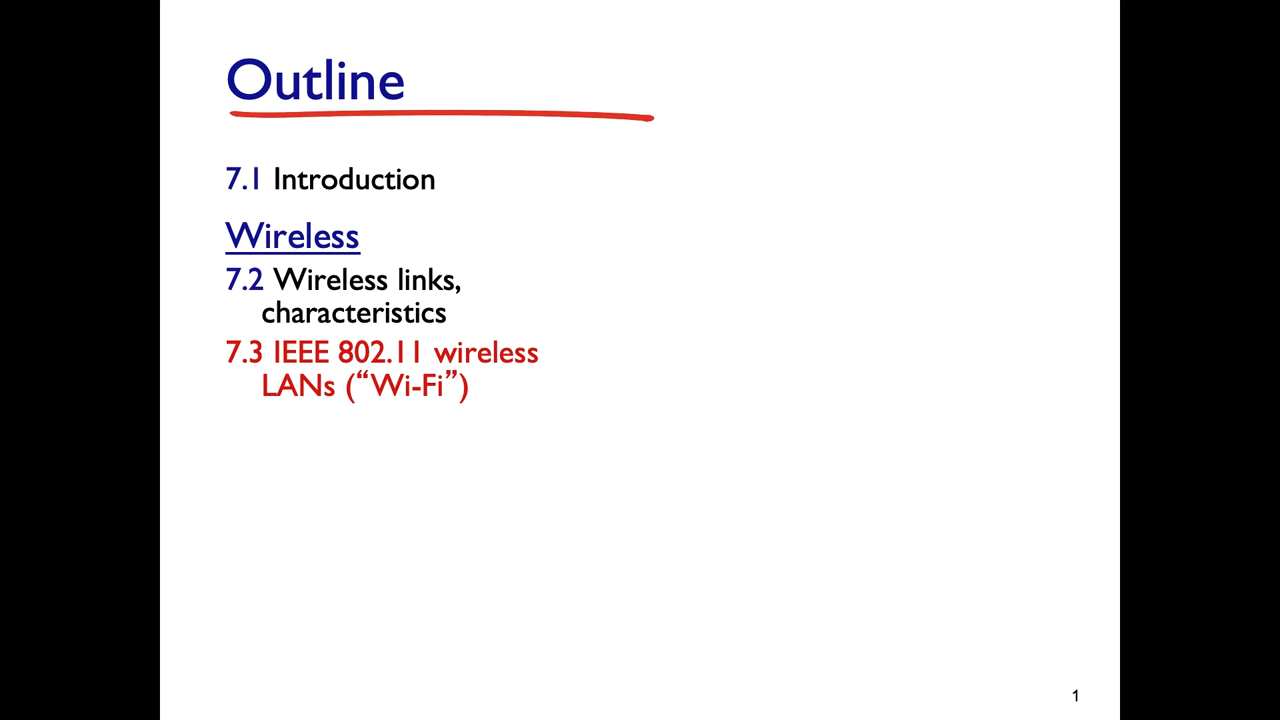 Outline
7.1 Introduction
Wireless
7.2 Wireless links,
characteristics
7.3 IEEE 802.11 wireless
LANs (“Wi-Fi”)
1